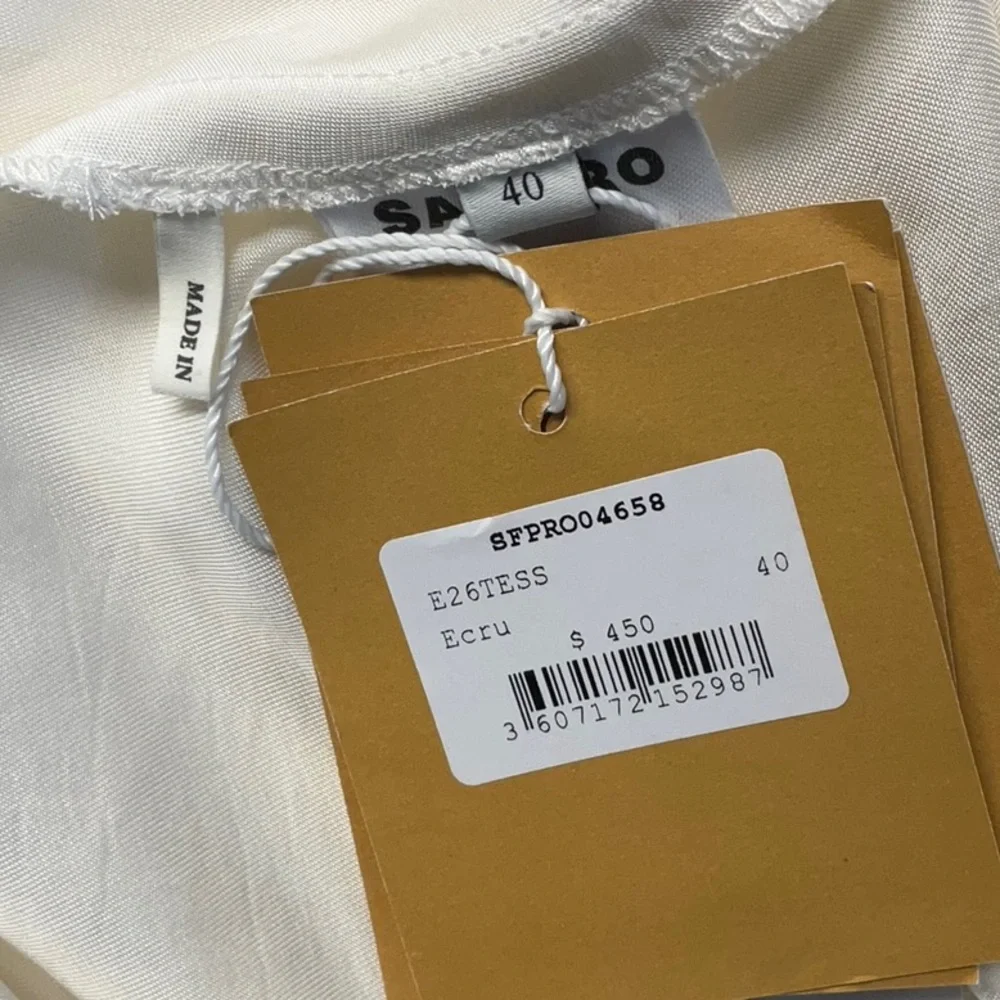 SA RO
40
MADE IN
SFPRO04658
E26TESS 40
Ecru $ 450
3 607172 152987